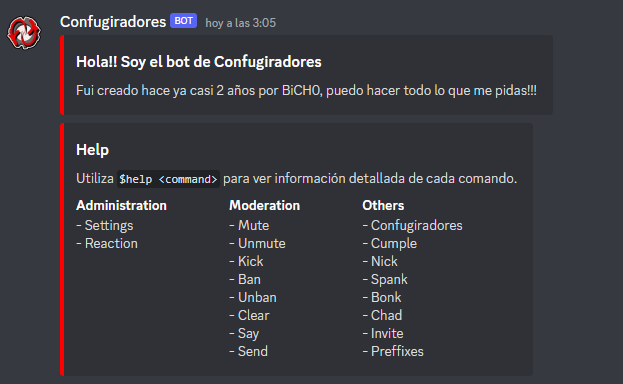 Confugiradores BOT hoy a las 3:05
Hola!! Soy el bot de Confugiradores
Fui creado hace ya casi 2 años por BiCH0, puedo hacer todo lo que me pidas!!!
Help
Utiliza $help <command> para ver información detallada de cada comando.
Administration
- Settings
- Reaction
Moderation
- Mute
- Unmute
- Kick
- Ban
- Unban
- Clear
- Say
- Send
Others
- Confugiradores
- Cumple
- Nick
- Spank
- Bonk
- Chad
- Invite
- Preffixes